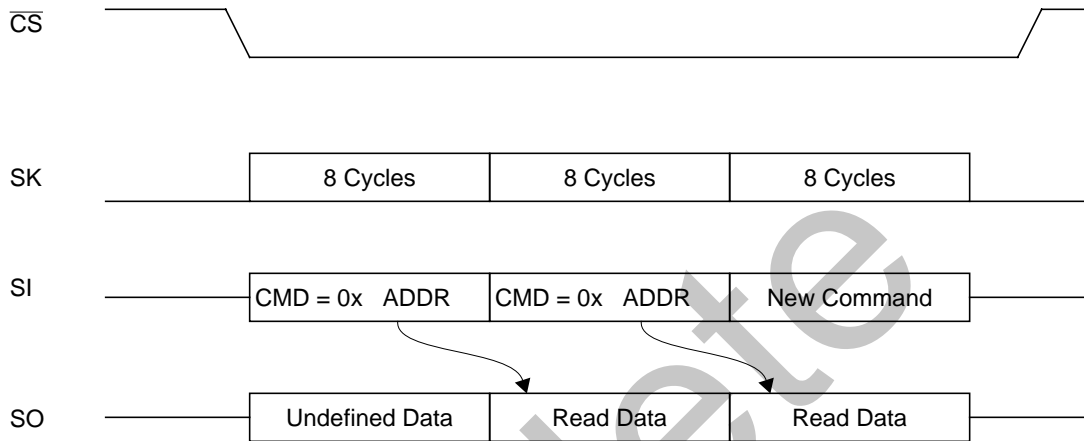 CS
SK 8 Cycles 8 Cycles 8 Cycles
SI CMD = 0x ADDR CMD = 0x ADDR New Command
SO Undefined Data Read Data Read Data